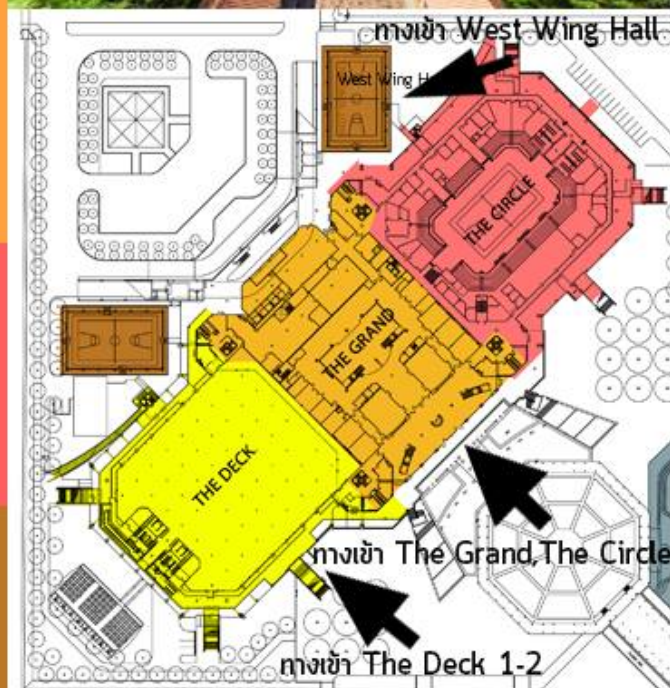 ทางเข้า West Wing Hall
West Wing H
THE CIRCLE
THE GRAND
THE DECK
ทางเข้า The Grand,The Circle
ทางเข้า The Deck 1-2